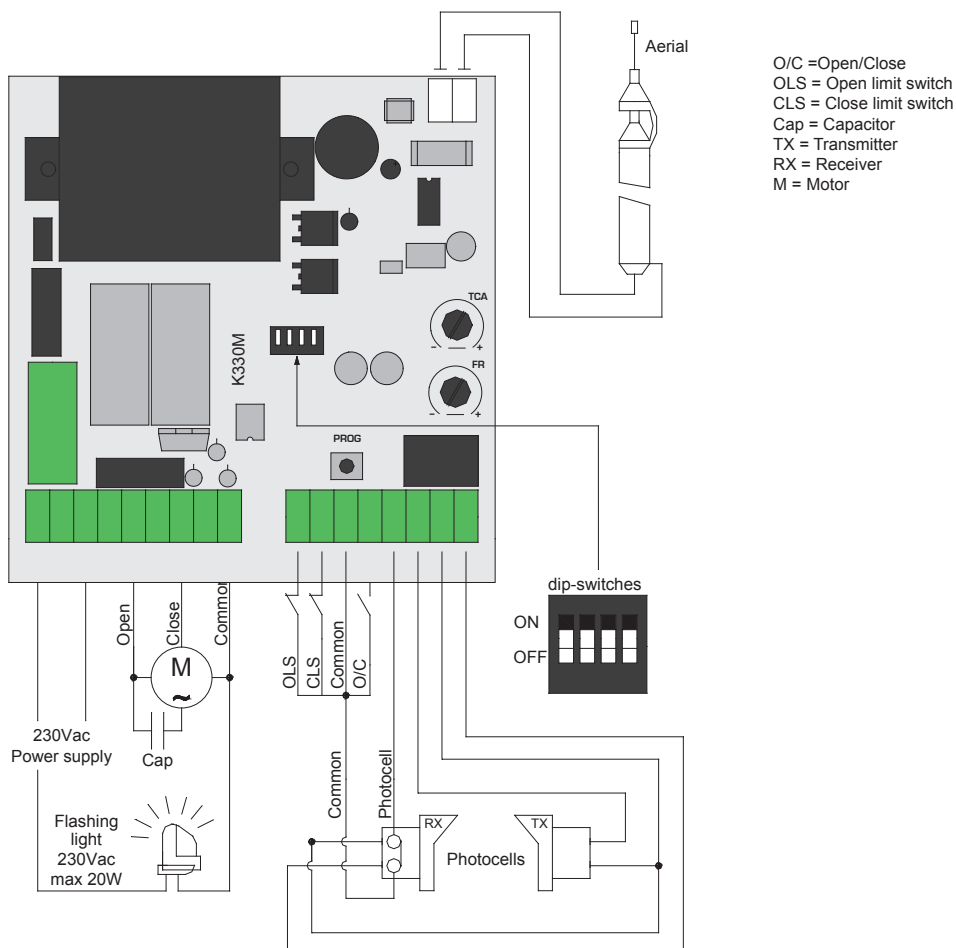 Aerial
O/C =Open/Close
OLS = Open limit switch
CLS = Close limit switch
Cap = Capacitor
TX = Transmitter
RX = Receiver
M = Motor
TCA
- +
K330M
FR
- +
PROG
dip-switches
ON
OFF
Open
Close
Common
OLS
CLS
Common
O/C
M
~
230Vac
Power supply
Cap
Common
Photocell
Flashing
light
230Vac
max 20W
RX
TX
Photocells